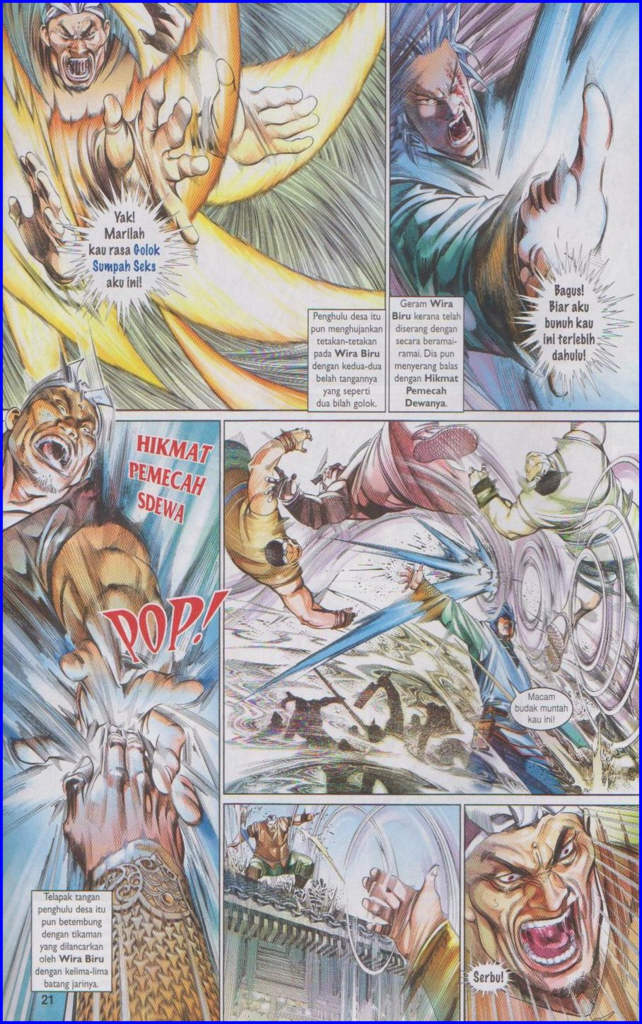 Yak!
Marilah
kau rasa Golok
Sumpah Seks
aku ini!
Penghulu desa itu
pun menghujankan
tetakan-tetakan
pada Wira Biru
dengan kedua-dua
belah tangannya
yang seperti
dua bilah golok.
Geram Wira
Biru kerana telah
diserang dengan
secara beramai-
ramai. Dia pun
menyerang balas
dengan Hikmat
Pemecah
Dewanya.
Bagus!
Biar aku
bunuh kau
ini terlebih
dahulu!
HIKMAT
PEMECAH
SDEWA
POP!
Telapak tangan
penghulu desa itu
pun betembung
dengan tikaman
yang dilancarkan
oleh Wira Biru
dengan kelima-lima
batang jarinya.
Macam
budak muntah
kau ini!
Serbu!
21